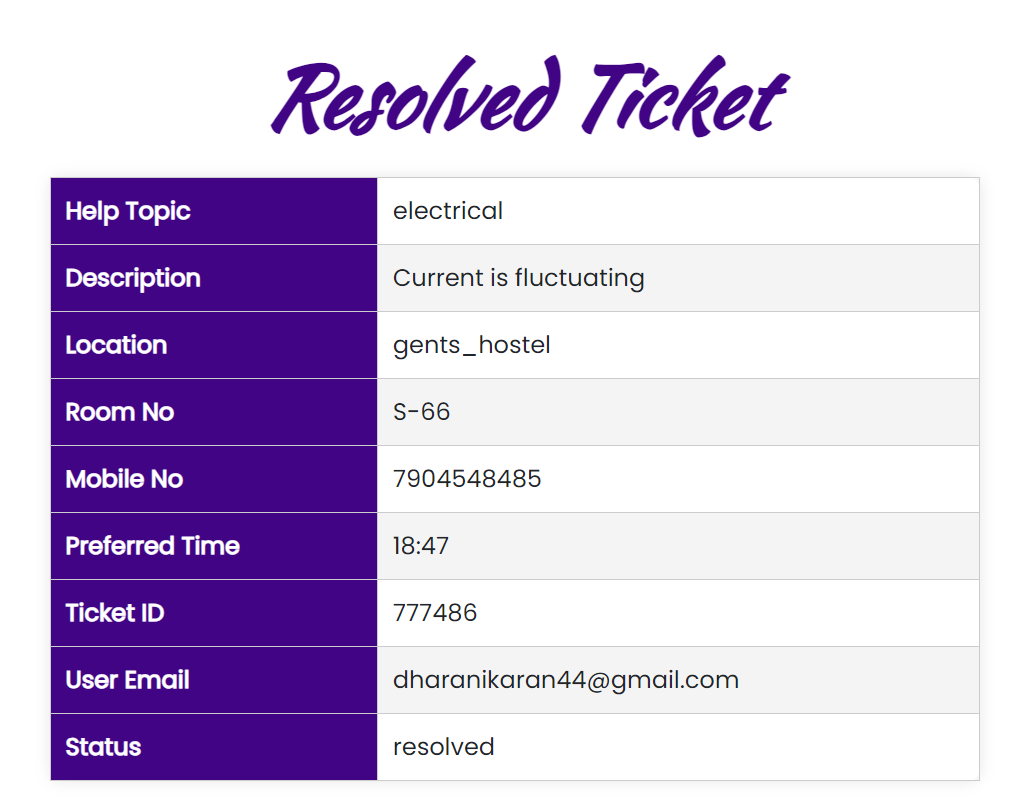 Resolved Ticket
Help Topic electrical
Description Current is fluctuating
Location gents_hostel
Room No S-66
Mobile No 7904548485
Preferred Time 18:47
Ticket ID 777486
User Email dharanikaran44@gmail.com
Status resolved